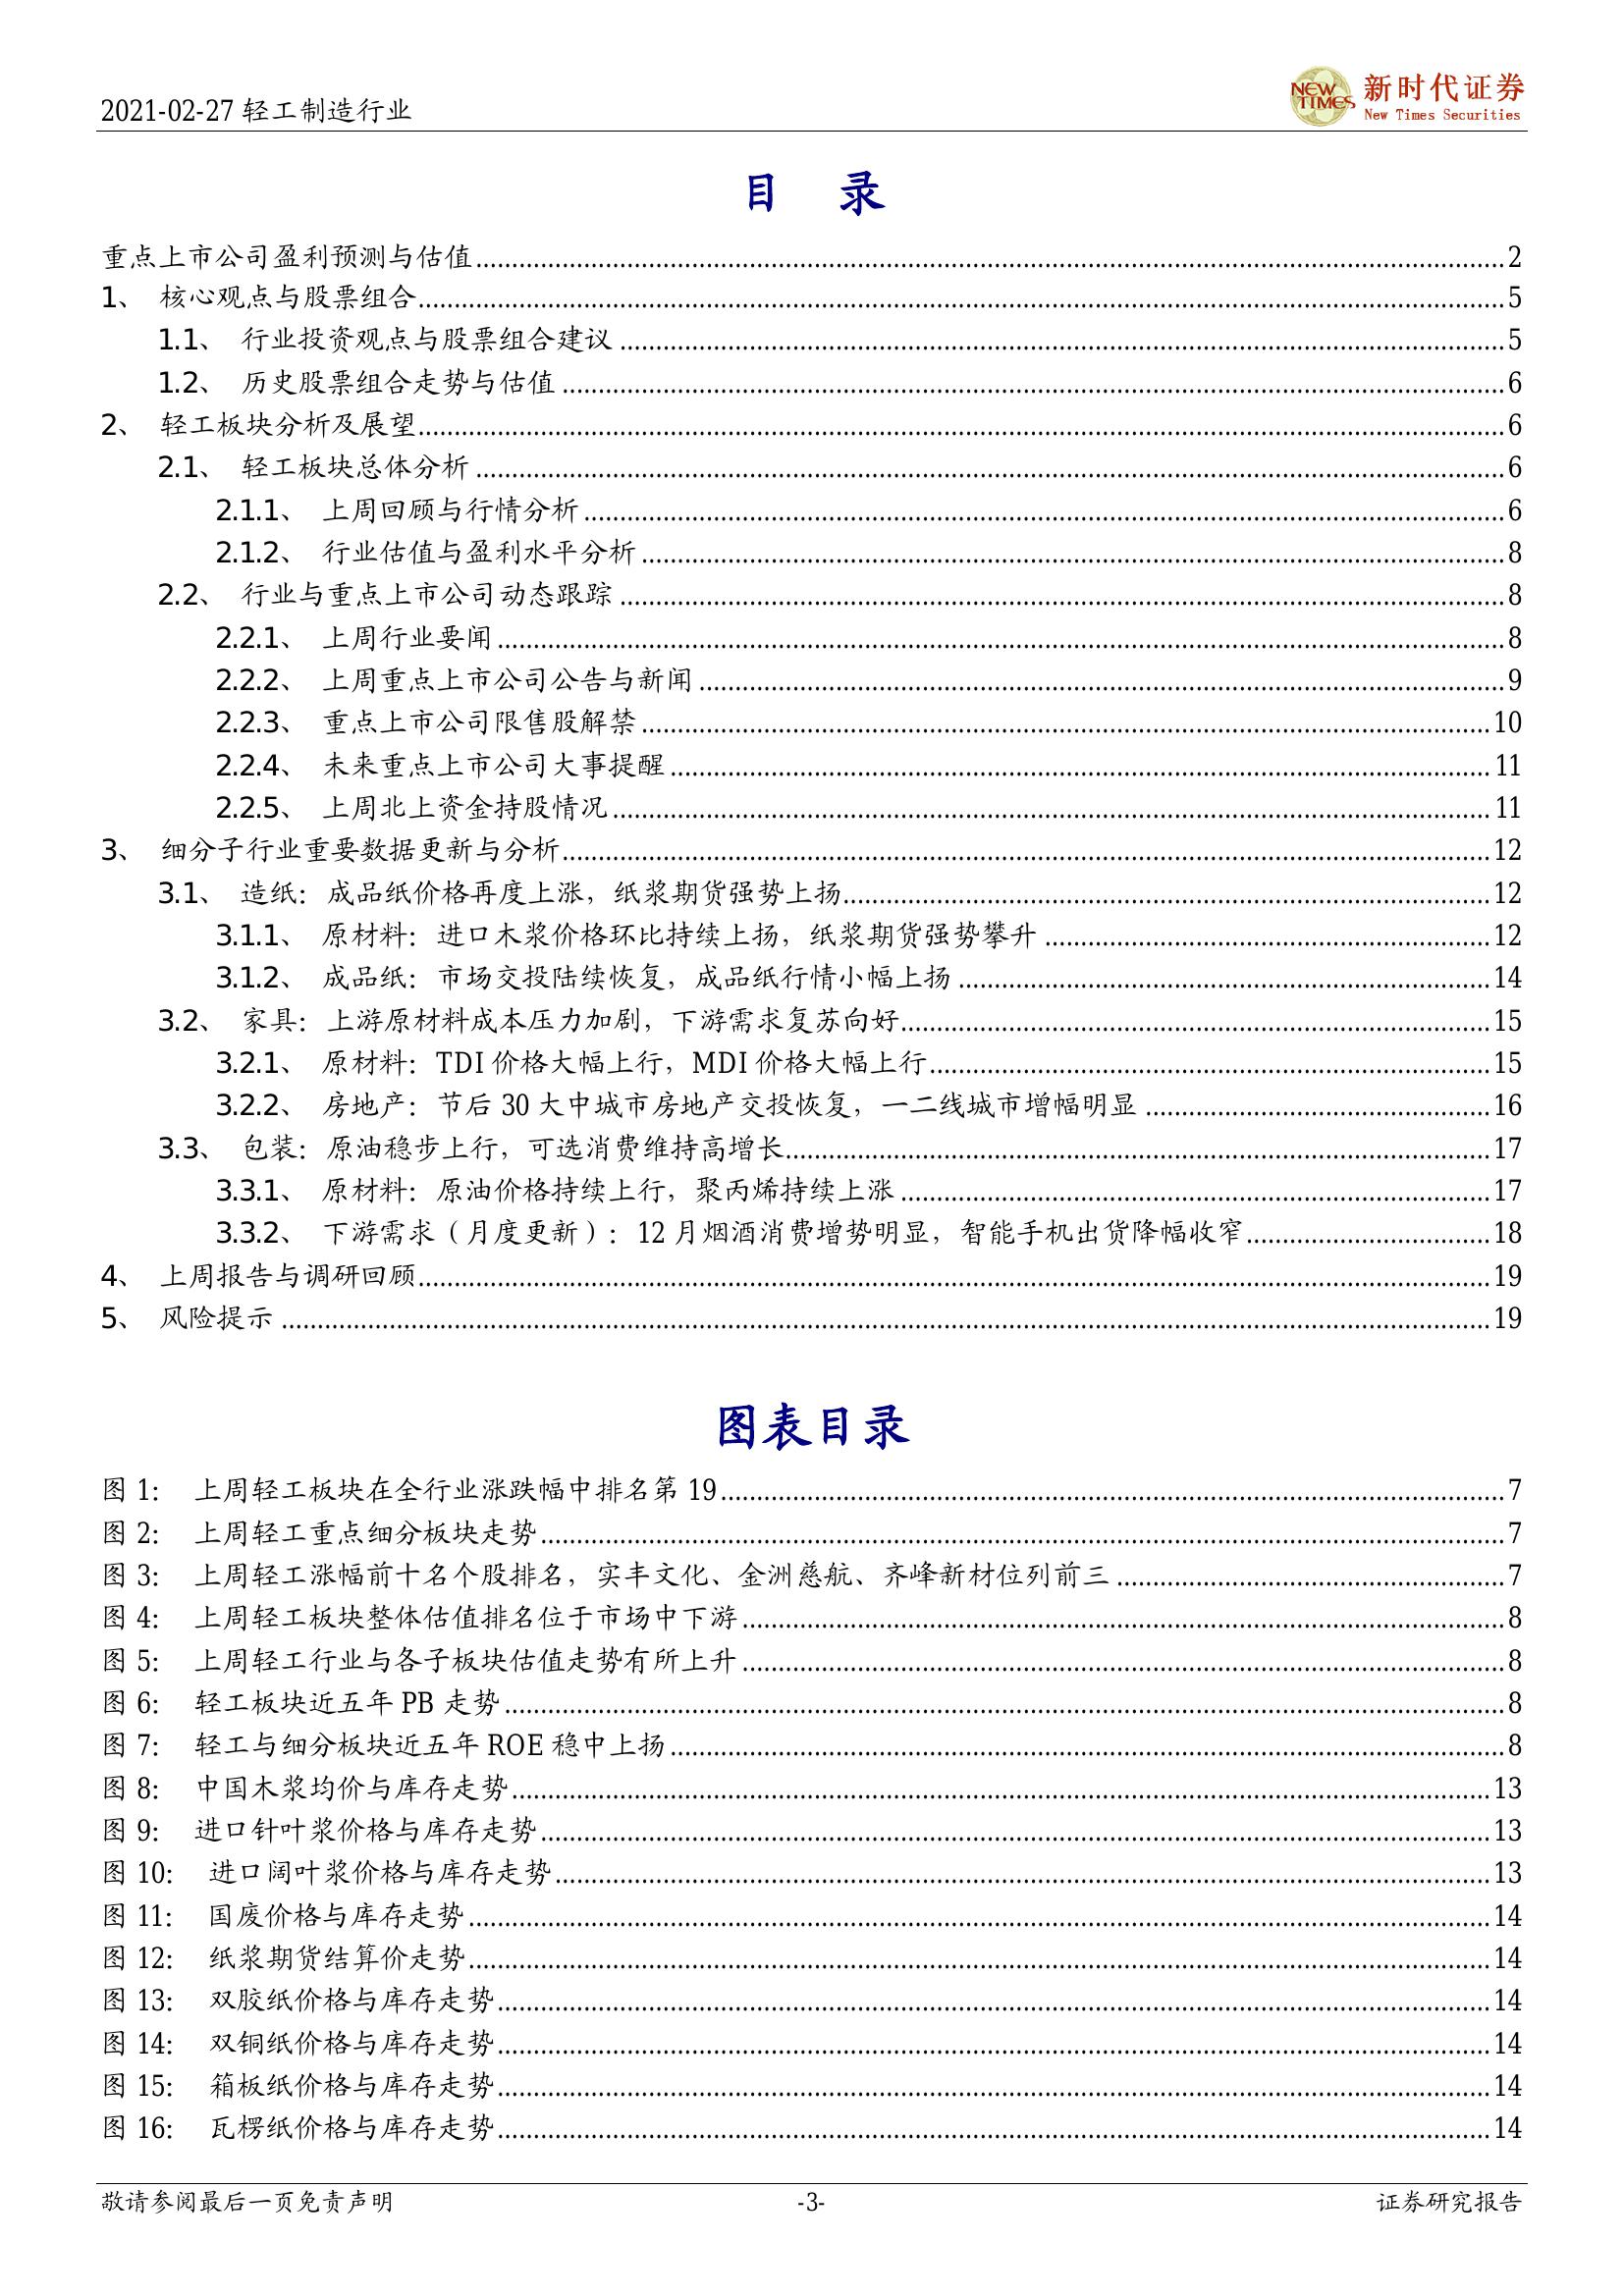 2021-02-27 轻工制造行业
NEW TIMES 新时代证券
New Times Securities
目 录
重点上市公司盈利预测与估值 2
1、 核心观点与股票组合 5
1.1、 行业投资观点与股票组合建议 5
1.2、 历史股票组合走势与估值 6
2、 轻工板块分析及展望 6
2.1、 轻工板块总体分析 6
2.1.1、 上周回顾与行情分析 6
2.1.2、 行业估值与盈利水平分析 8
2.2、 行业与重点上市公司动态跟踪 8
2.2.1、 上周行业要闻 8
2.2.2、 上周重点上市公司公告与新闻 9
2.2.3、 重点上市公司限售股解禁 10
2.2.4、 未来重点上市公司大事提醒 11
2.2.5、 上周北上资金持股情况 11
3、 细分子行业重要数据更新与分析 12
3.1、 造纸：成品纸价格再度上涨，纸浆期货强势上扬 12
3.1.1、 原材料：进口木浆价格环比持续上扬，纸浆期货强势攀升 12
3.1.2、 成品纸：市场交投陆续恢复，成品纸行情小幅上扬 14
3.2、 家具：上游原材料成本压力加剧，下游需求复苏向好 15
3.2.1、 原材料：TDI 价格大幅上行，MDI 价格大幅上行 15
3.2.2、 房地产：节后 30 大中城市房地产交投恢复，一二线城市增幅明显 16
3.3、 包装：原油稳步上行，可选消费维持高增长 17
3.3.1、 原材料：原油价格持续上行，聚丙烯持续上涨 17
3.3.2、 下游需求（月度更新）：12 月烟酒消费增势明显，智能手机出货降幅收窄 18
4、 上周报告与调研回顾 19
5、 风险提示 19
图表目录
图 1: 上周轻工板块在全行业涨跌幅中排名第 19 7
图 2: 上周轻工重点细分板块走势 7
图 3: 上周轻工涨幅前十名个股排名，实丰文化、金洲慈航、齐峰新材位列前三 7
图 4: 上周轻工板块整体估值排名位于市场中下游 8
图 5: 上周轻工行业与各子板块估值走势有所上升 8
图 6: 轻工板块近五年 PB 走势 8
图 7: 轻工与细分板块近五年 ROE 稳中上扬 8
图 8: 中国木浆均价与库存走势 13
图 9: 进口针叶浆价格与库存走势 13
图 10: 进口阔叶浆价格与库存走势 13
图 11: 国废价格与库存走势 14
图 12: 纸浆期货结算价走势 14
图 13: 双胶纸价格与库存走势 14
图 14: 双铜纸价格与库存走势 14
图 15: 箱板纸价格与库存走势 14
图 16: 瓦楞纸价格与库存走势 14
敬请参阅最后一页免责声明 -3- 证券研究报告